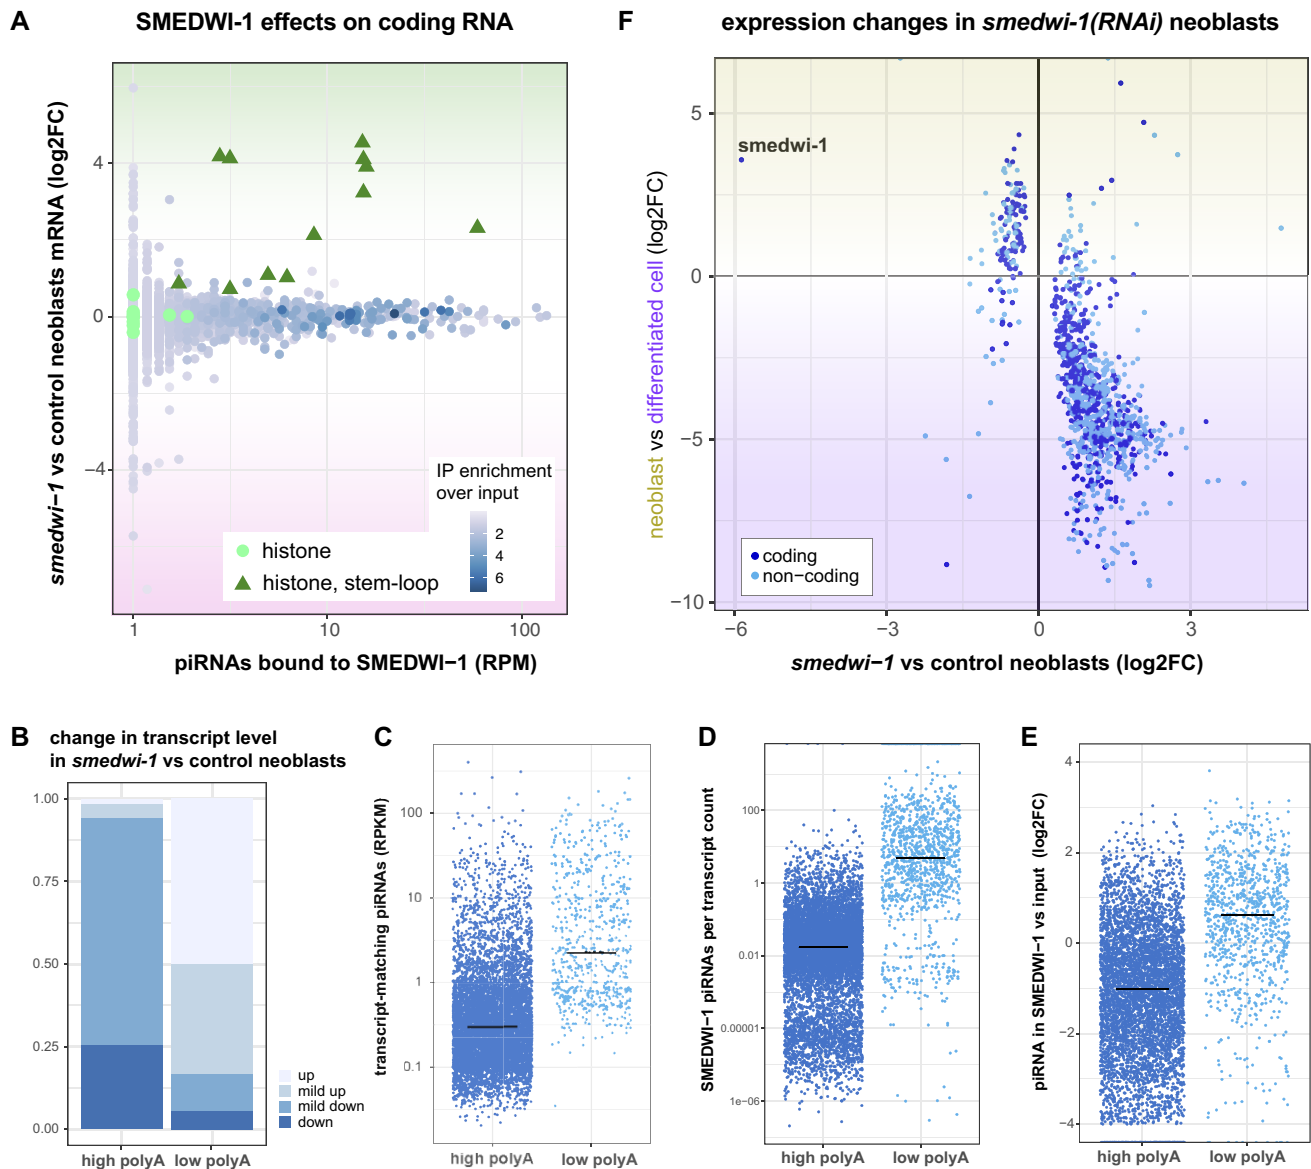 A
SMEDWI-1 effects on coding RNA
smedwi−1 vs control neoblasts mRNA (log2FC)
4
0
−4
IP enrichment
over input
2
4
6
histone
histone, stem-loop
1
10
100
piRNAs bound to SMEDWI−1 (RPM)
F
expression changes in smedwi-1(RNAi) neoblasts
neoblast vs differentiated cell (log2FC)
5
0
−5
−10
smedwi-1
coding
non−coding
−6
−3
0
3
smedwi−1 vs control neoblasts (log2FC)
B
change in transcript level
in smedwi-1 vs control neoblasts
1.00
0.75
0.50
0.25
0.00
up
mild up
mild down
down
high polyA
low polyA
C
transcript-matching piRNAs (RPKM)
100
10
1
0.1
high polyA
low polyA
D
SMEDWI−1 piRNAs per transcript count
100
1
0.01
0.00001
1e−06
high polyA
low polyA
E
piRNA in SMEDWI−1 vs input (log2FC)
4
2
0
−2
−4
high polyA
low polyA